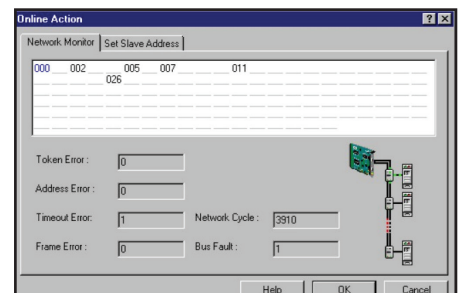 Online Action
Network Monitor Set Slave Address
000 002 005 007 011
026
Token Error : 0
Address Error : 0
Timeout Error: 1 Network Cycle : 3910
Frame Error : 0 Bus Fault : 1
Help OK Cancel